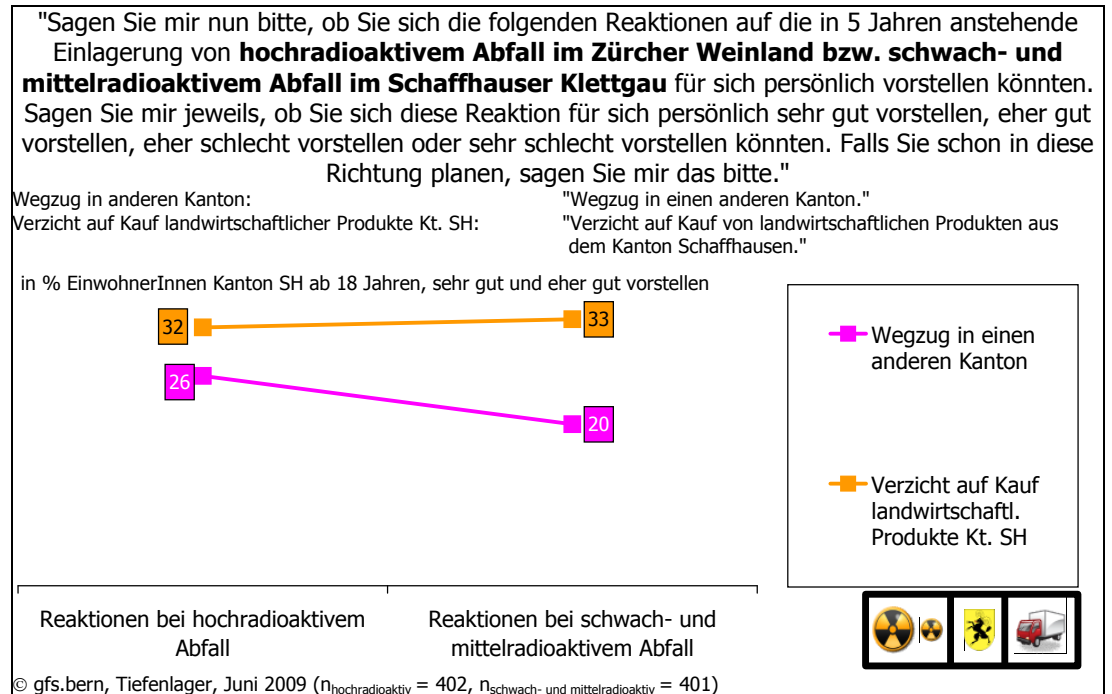 "Sagen Sie mir nun bitte, ob Sie sich die folgenden Reaktionen auf die in 5 Jahren anstehende
Einlagerung von hochradioaktivem Abfall im Zürcher Weinland bzw. schwach- und
mittelradioaktivem Abfall im Schaffhauser Klettgau für sich persönlich vorstellen könnten.
Sagen Sie mir jeweils, ob Sie sich diese Reaktion für sich persönlich sehr gut vorstellen, eher gut
vorstellen, eher schlecht vorstellen oder sehr schlecht vorstellen könnten. Falls Sie schon in diese
Richtung planen, sagen Sie mir das bitte."
Wegzug in anderen Kanton: "Wegzug in einen anderen Kanton."
Verzicht auf Kauf landwirtschaftlicher Produkte Kt. SH: "Verzicht auf Kauf von landwirtschaftlichen Produkten aus
dem Kanton Schaffhausen."
in % EinwohnerInnen Kanton SH ab 18 Jahren, sehr gut und eher gut vorstellen
32
33
26
20
Wegzug in einen
anderen Kanton
Verzicht auf Kauf
landwirtschaftl.
Produkte Kt. SH
Reaktionen bei hochradioaktivem
Abfall
Reaktionen bei schwach- und
mittelradioaktivem Abfall
© gfs.bern, Tiefenlager, Juni 2009 (nhochradioaktiv = 402, nschwach- und mittelradioaktiv = 401)